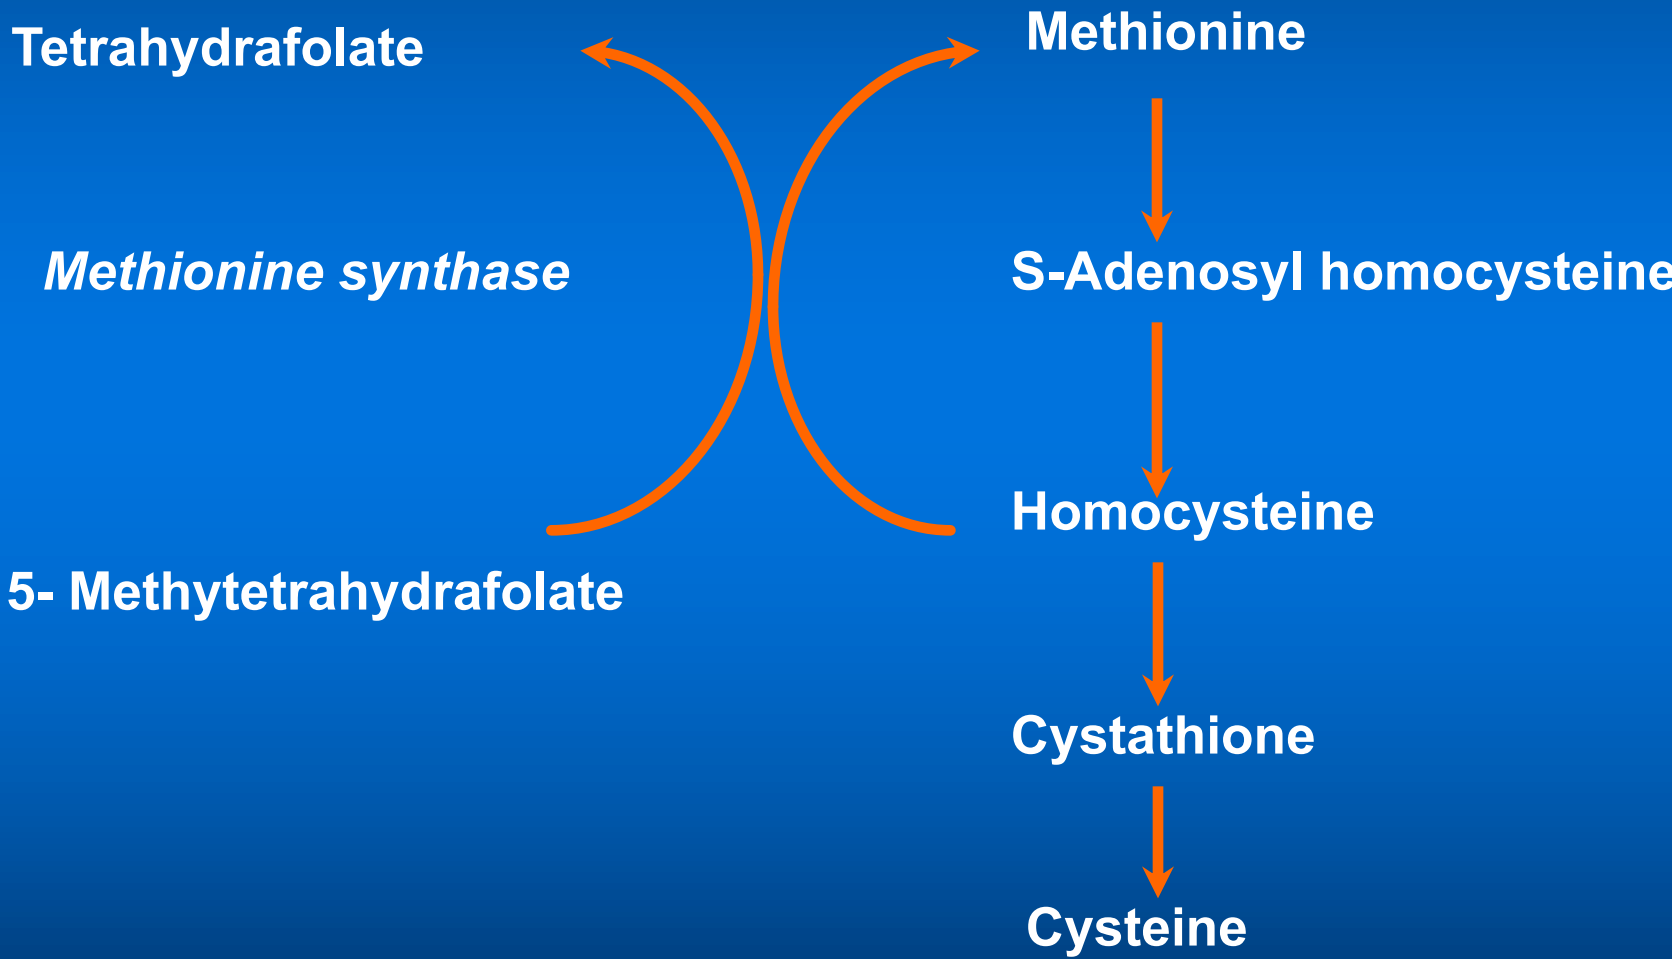 Tetrahydrafolate
Methionine
Methionine synthase
S-Adenosyl homocysteine
Homocysteine
5- Methytetrahydrafolate
Cystathione
Cysteine